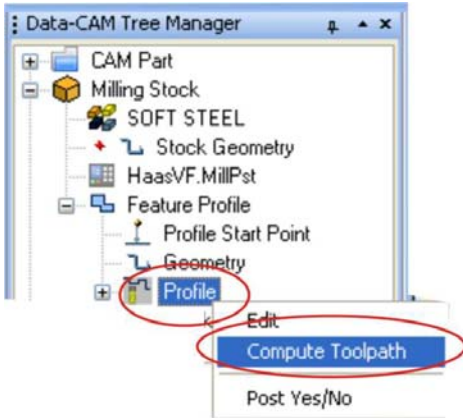 Data-CAM Tree Manager
CAM Part
Milling Stock
SOFT STEEL
Stock Geometry
HaasVF.MillPst
Feature Profile
Profile Start Point
Geometry
Profile
Edit
Compute Toolpath
Post Yes/No